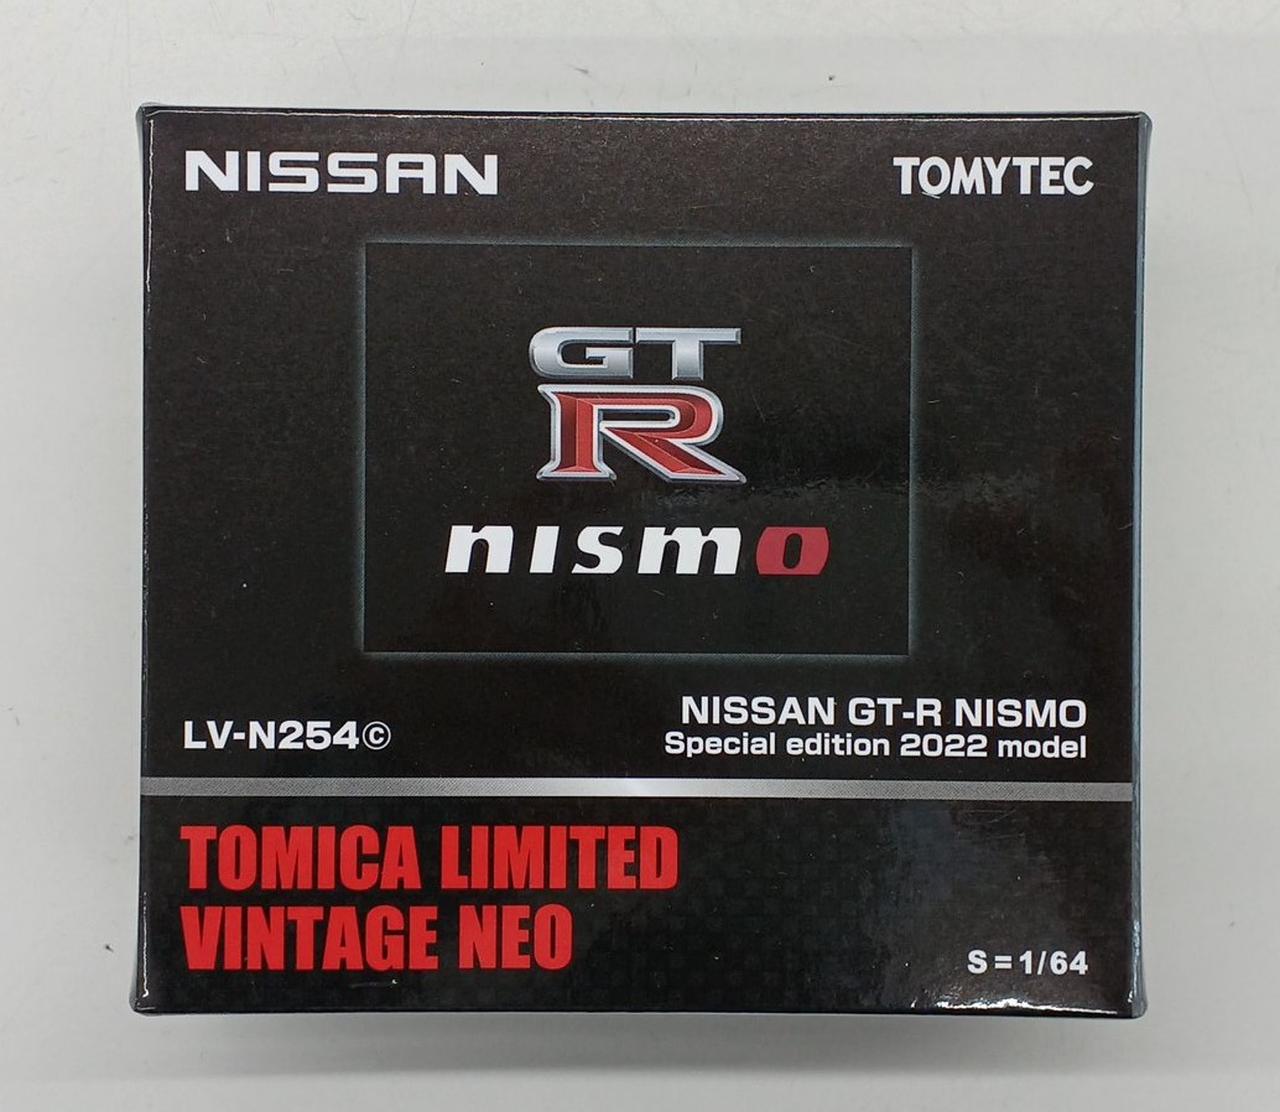 NISSAN
TOMYTEC
GT
R
nismo
LV-N254©
NISSAN GT-R NISMO
Special edition 2022 model
TOMICA LIMITED
VINTAGE NEO
S=1/64